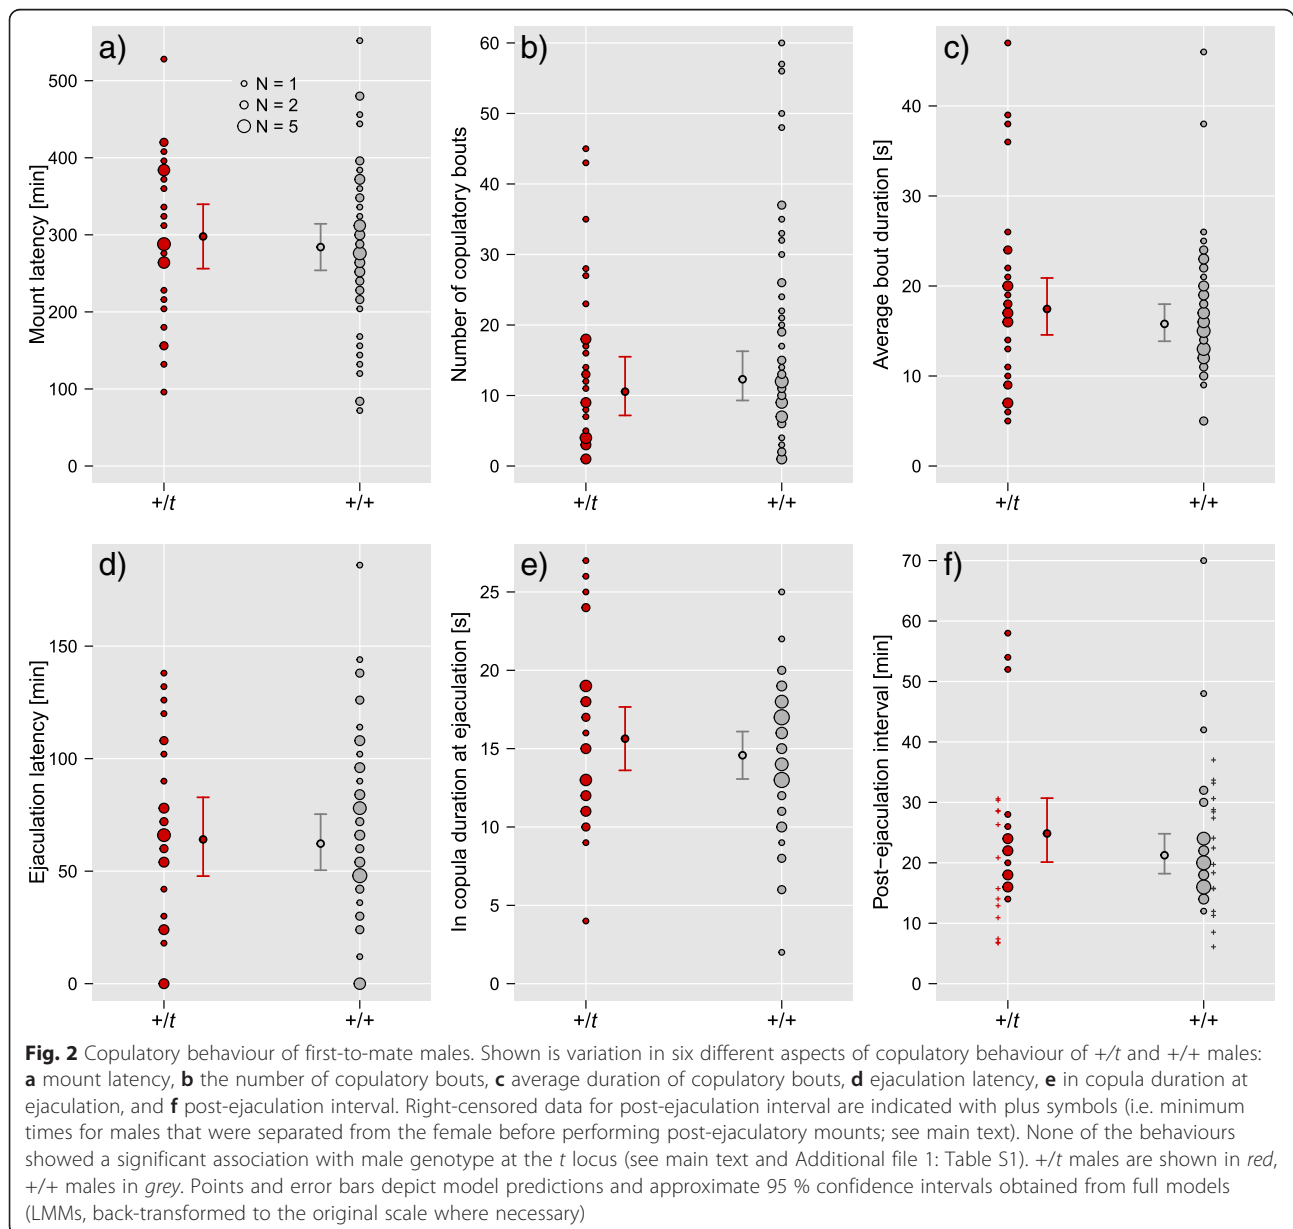 a)
N = 1
N = 2
N = 5
Mount latency [min]
500
400
300
200
100
0
+/t
+/+
b)
Number of copulatory bouts
60
50
40
30
20
10
0
+/t
+/+
c)
Average bout duration [s]
40
30
20
10
0
+/t
+/+
d)
Ejaculation latency [min]
150
100
50
0
+/t
+/+
e)
In copula duration at ejaculation [s]
25
20
15
10
5
0
+/t
+/+
f)
Post−ejaculation interval [min]
70
60
50
40
30
20
10
0
+/t
+/+
Fig. 2 Copulatory behaviour of first-to-mate males. Shown is variation in six different aspects of copulatory behaviour of +/t and +/+ males:
a mount latency, b the number of copulatory bouts, c average duration of copulatory bouts, d ejaculation latency, e in copula duration at
ejaculation, and f post-ejaculation interval. Right-censored data for post-ejaculation interval are indicated with plus symbols (i.e. minimum
times for males that were separated from the female before performing post-ejaculatory mounts; see main text). None of the behaviours
showed a significant association with male genotype at the t locus (see main text and Additional file 1: Table S1). +/t males are shown in red,
+/+ males in grey. Points and error bars depict model predictions and approximate 95 % confidence intervals obtained from full models
(LMMs, back-transformed to the original scale where necessary)